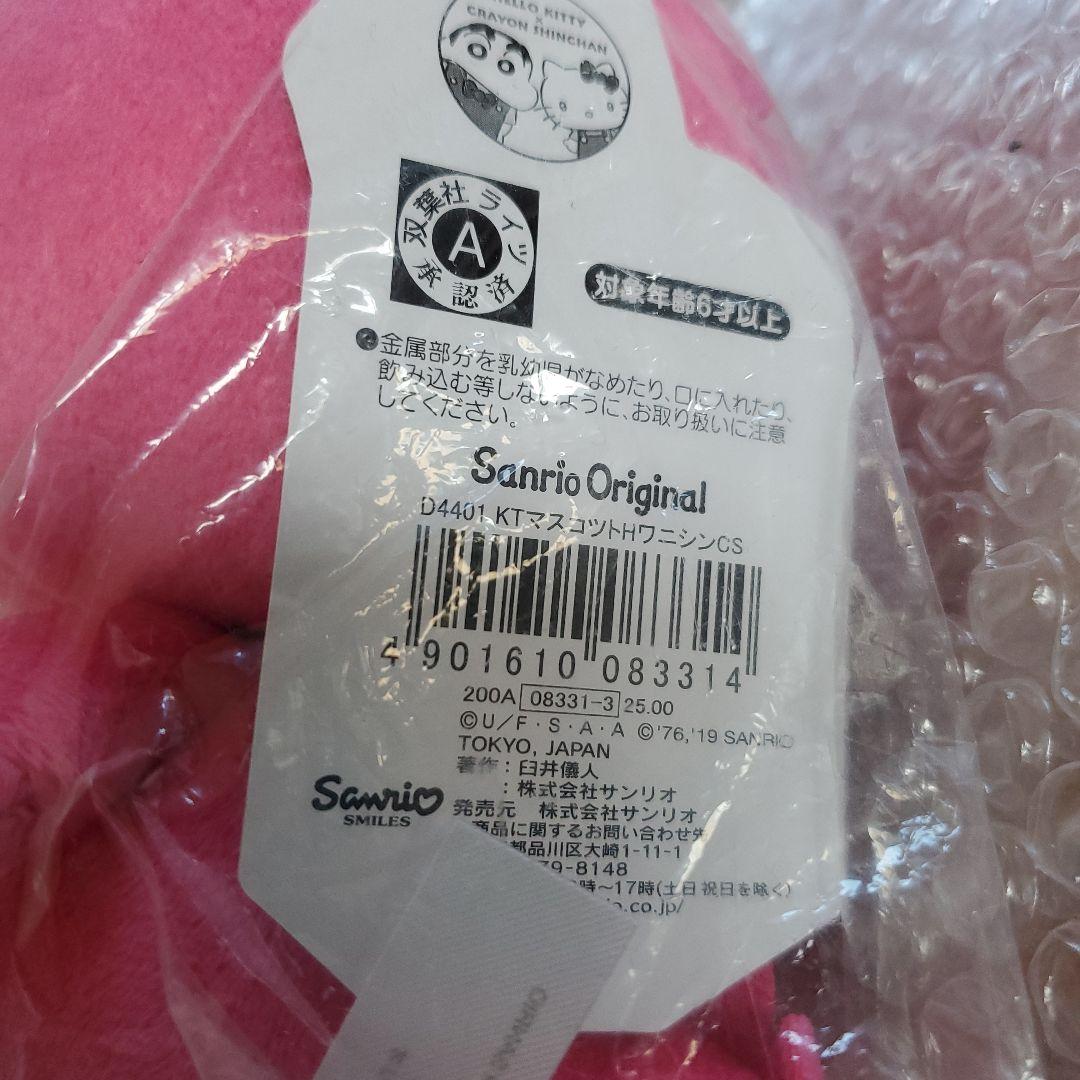 HELLO KITTY
×
CRAYON SHINCHAN
双葉社ライツ
A
承認済
対象年齢6才以上
●金属部分を乳幼児がなめたり、口に入れたり、
飲み込む等しないように、お取り扱いに注意
してください。
Sanrio Original
D4401 KTマスコツトHワニシンCS
4 901610 083314
200A 08331-3 25.00
©U/F・S・A・A ©'76,'19 SANRIO
TOKYO, JAPAN
著作：臼井儀人
：株式会社サンリオ
Sanrio
SMILES
発売元 株式会社サンリオ
商品に関するお問い合わせ先
都品川区大崎1-11-1
79-8148
時～17時(土日祝日を除く)
o.co.jp/